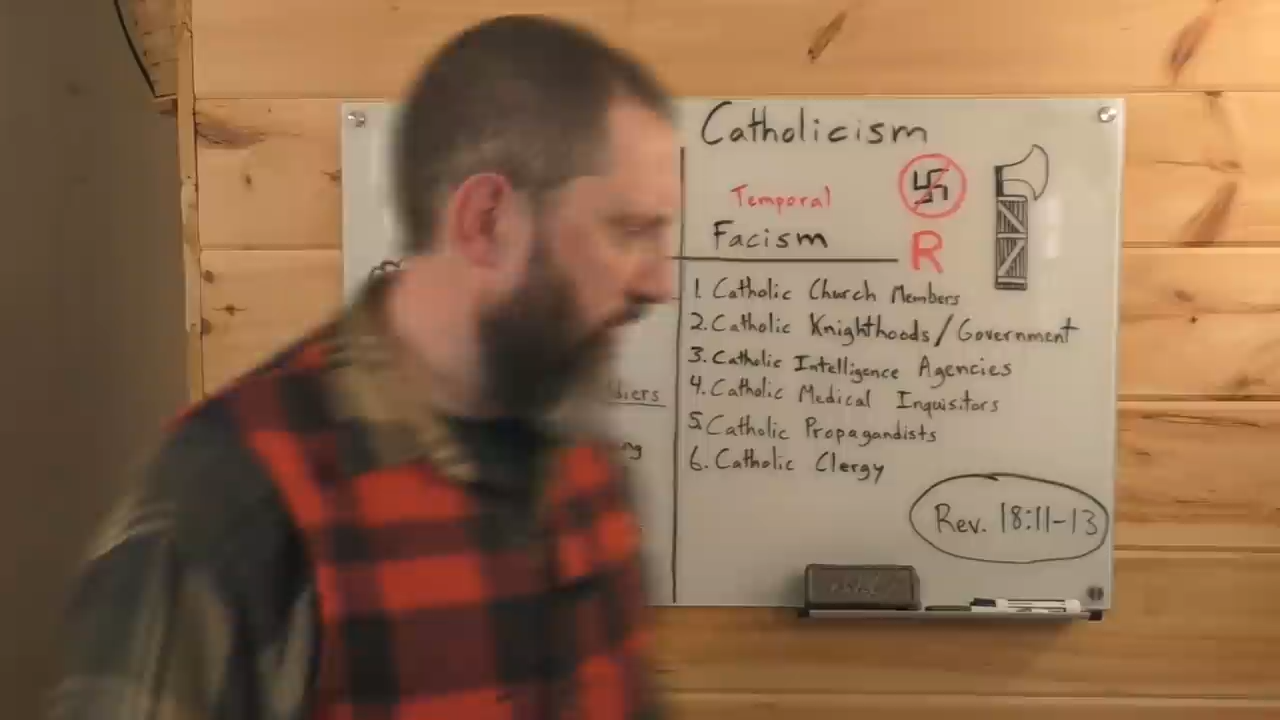 Catholicism
Temporal
Facism
R
1. Catholic Church Members
2. Catholic Knighthoods/Government
3. Catholic Intelligence Agencies
4. Catholic Medical Inquisitors
5. Catholic Propagandists
6. Catholic Clergy
Rev. 18:11-13